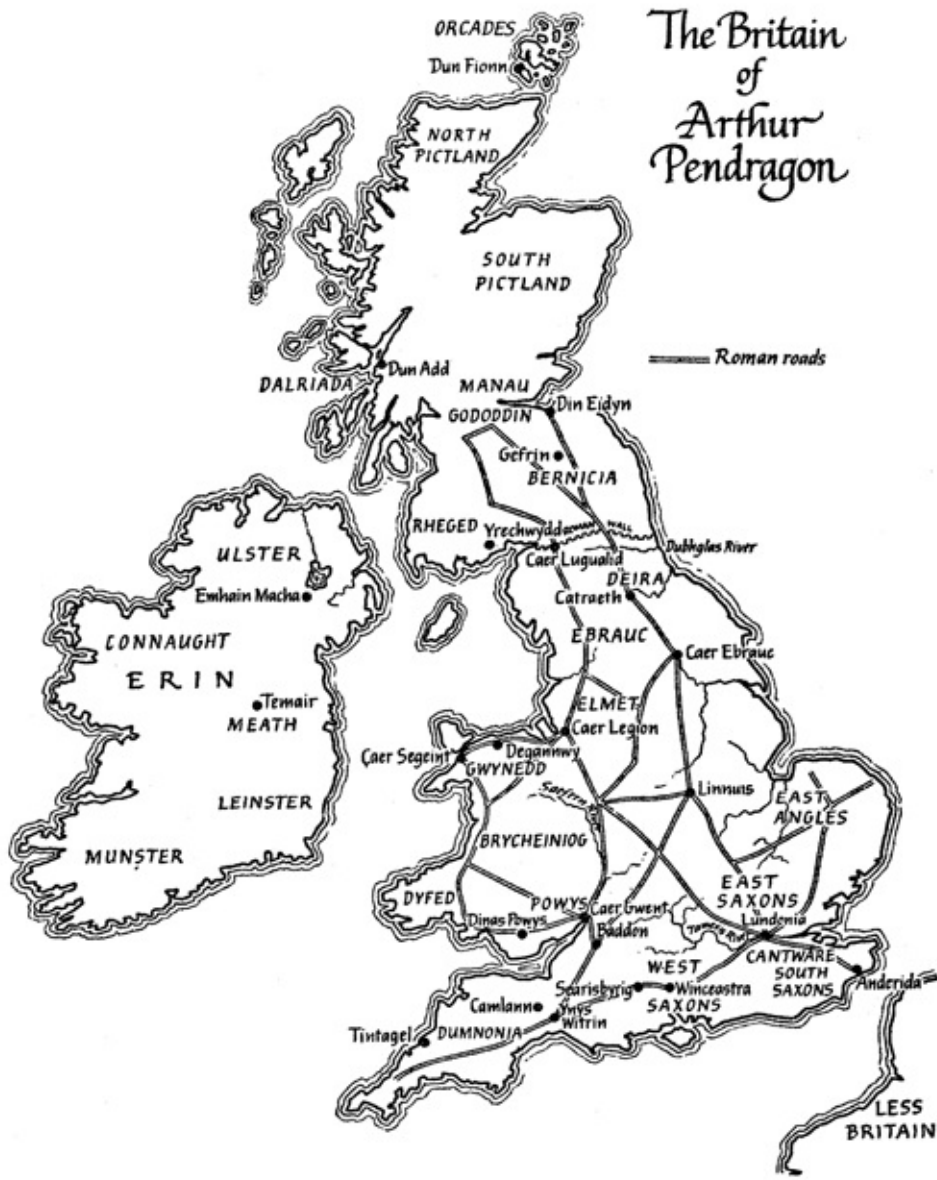 The Britain
of
Arthur
Pendragon
ORCADES
Dun Fionn
NORTH
PICTLAND
SOUTH
PICTLAND
Roman roads
Dun Add
DALRIADA
MANAU
GODODDIN
Din Eidyn
Gefrin
BERNICIA
RHEGED
Yrechwydd
ROMAN WALL
Dubhglas River
Caer Lugualid
DEIRA
Catraeth
ULSTER
Emhain Macha
CONNAUGHT
ERIN
Temair
MEATH
LEINSTER
MUNSTER
EBRAUC
Caer Ebrauc
ELMET
Caer Legion
Degannwy
Caer Segeint
GWYNEDD
Linnuis
EAST
ANGLES
BRYCHEINIOG
DYFED
POWYS
Caer Gwent
Dinas Powys
Baddon
EAST
SAXONS
Lundenia
CANTWARE
SOUTH
SAXONS
Anderida
WEST
SAXONS
Searisbyrig
Winceastra
Camlann
Ynys
Witrin
Tintagel
DUMNONIA
LESS
BRITAIN